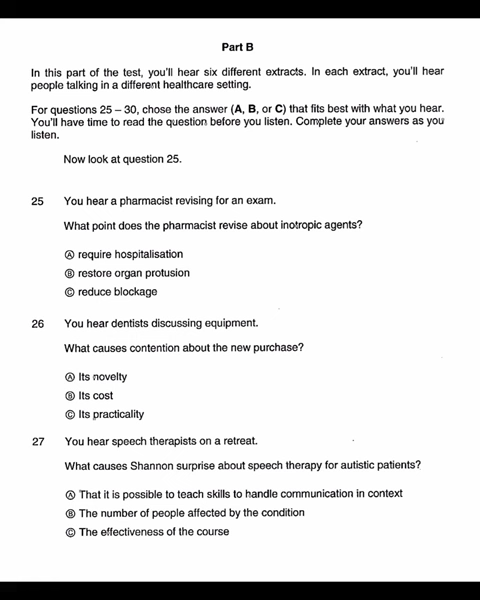 Part B
In this part of the test, you'll hear six different extracts. In each extract, you'll hear
people talking in a different healthcare setting.
For questions 25 – 30, chose the answer (A, B, or C) that fits best with what you hear.
You'll have time to read the question before you listen. Complete your answers as you
listen.
Now look at question 25.
25 You hear a pharmacist revising for an exam.
What point does the pharmacist revise about inotropic agents?
Ⓐ require hospitalisation
Ⓑ restore organ protusion
Ⓒ reduce blockage
26 You hear dentists discussing equipment.
What causes contention about the new purchase?
Ⓐ Its novelty
Ⓑ Its cost
Ⓒ Its practicality
27 You hear speech therapists on a retreat.
What causes Shannon surprise about speech therapy for autistic patients?
Ⓐ That it is possible to teach skills to handle communication in context
Ⓑ The number of people affected by the condition
Ⓒ The effectiveness of the course